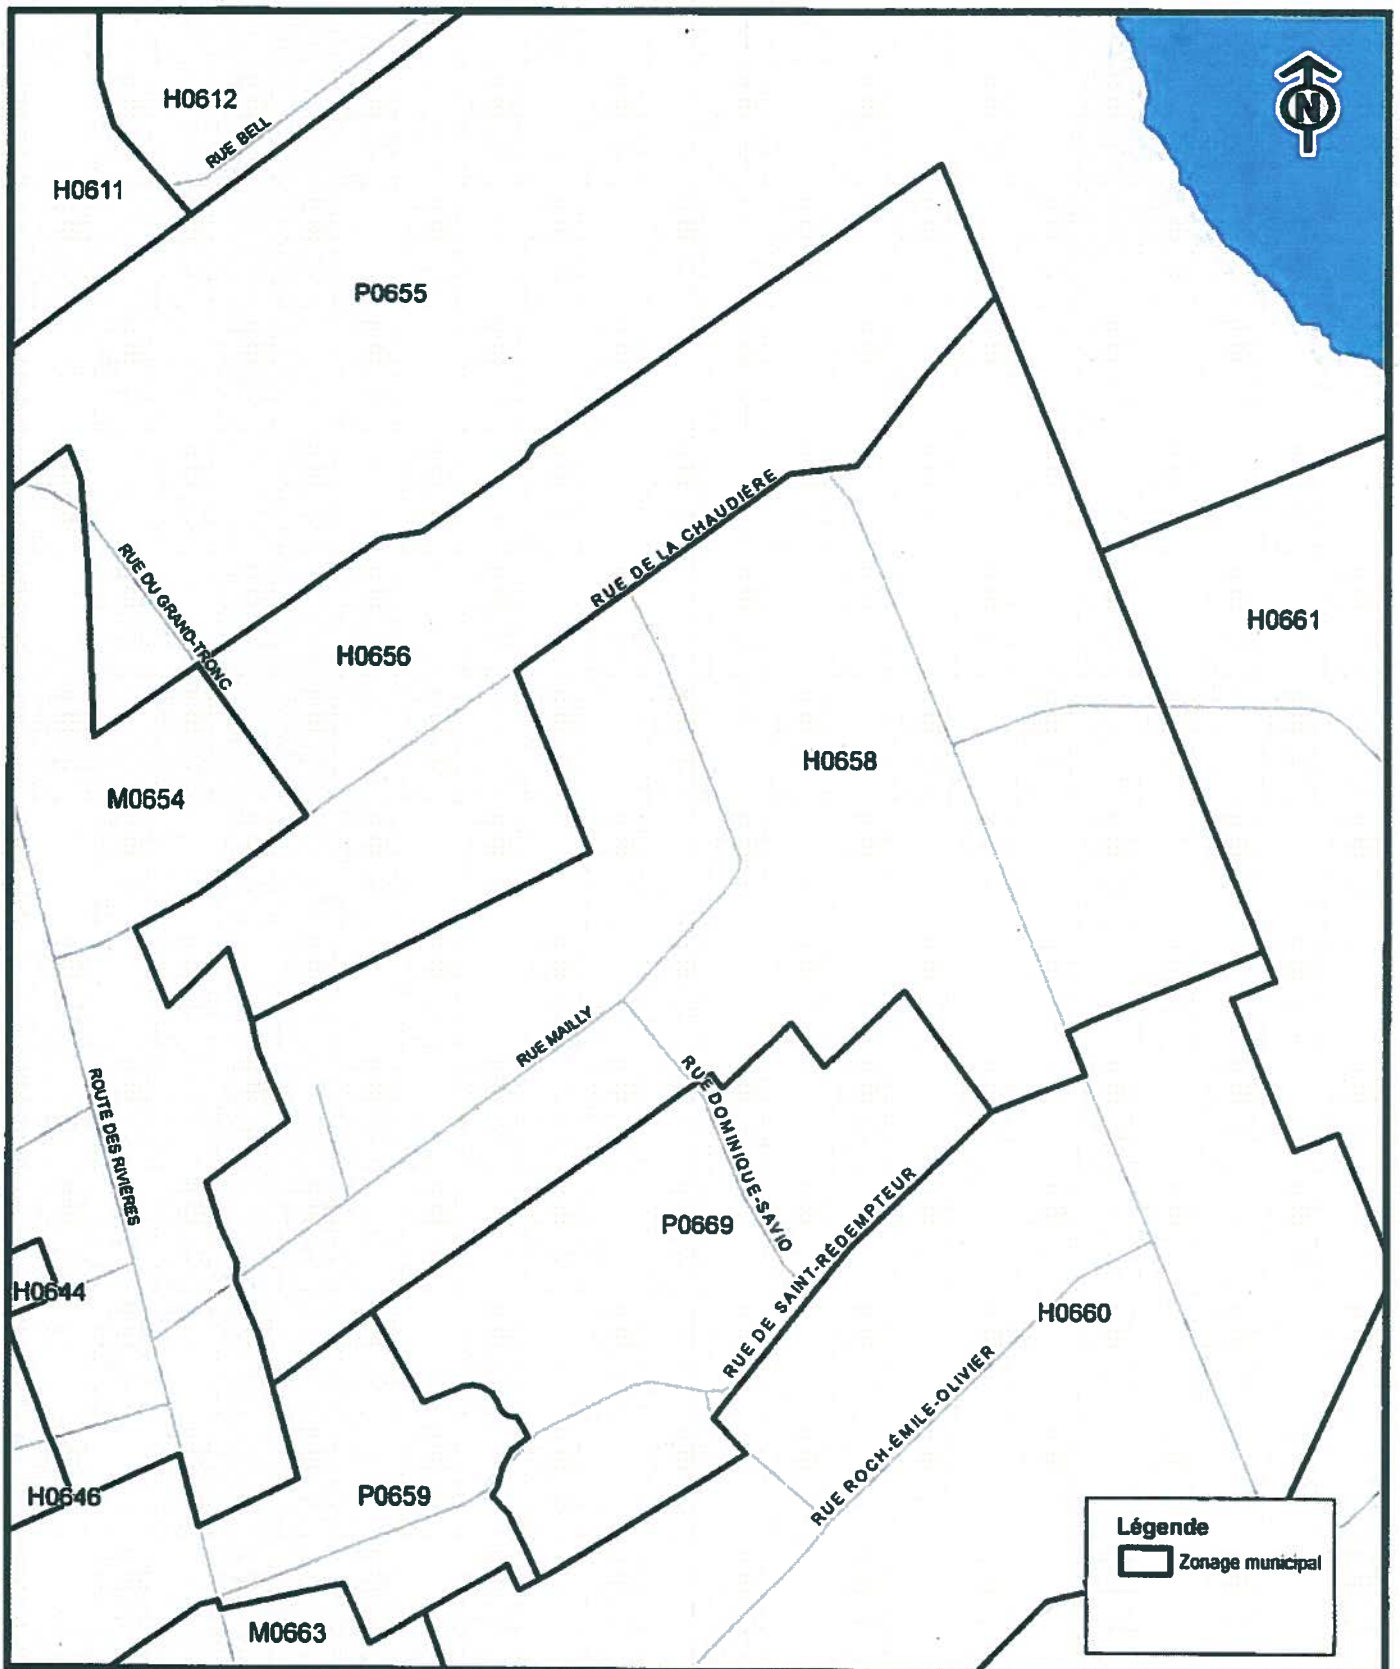 H0612
RUE BELL
N
H0611
P0655
RUE DE LA CHAUDIÈRE
RUE DU GRAND-TRONC
H0661
H0656
H0658
M0654
RUE MAILLY
ROUTE DES RIVIÈRES
RUE DOMINIQUE-SAVIO
P0669
RUE DE SAINT-RÉDEMPTEUR
H0644
H0660
RUE ROCH-ÉMILE-OLIVIER
H0646
P0659
Légende
Zonage municipal
M0663